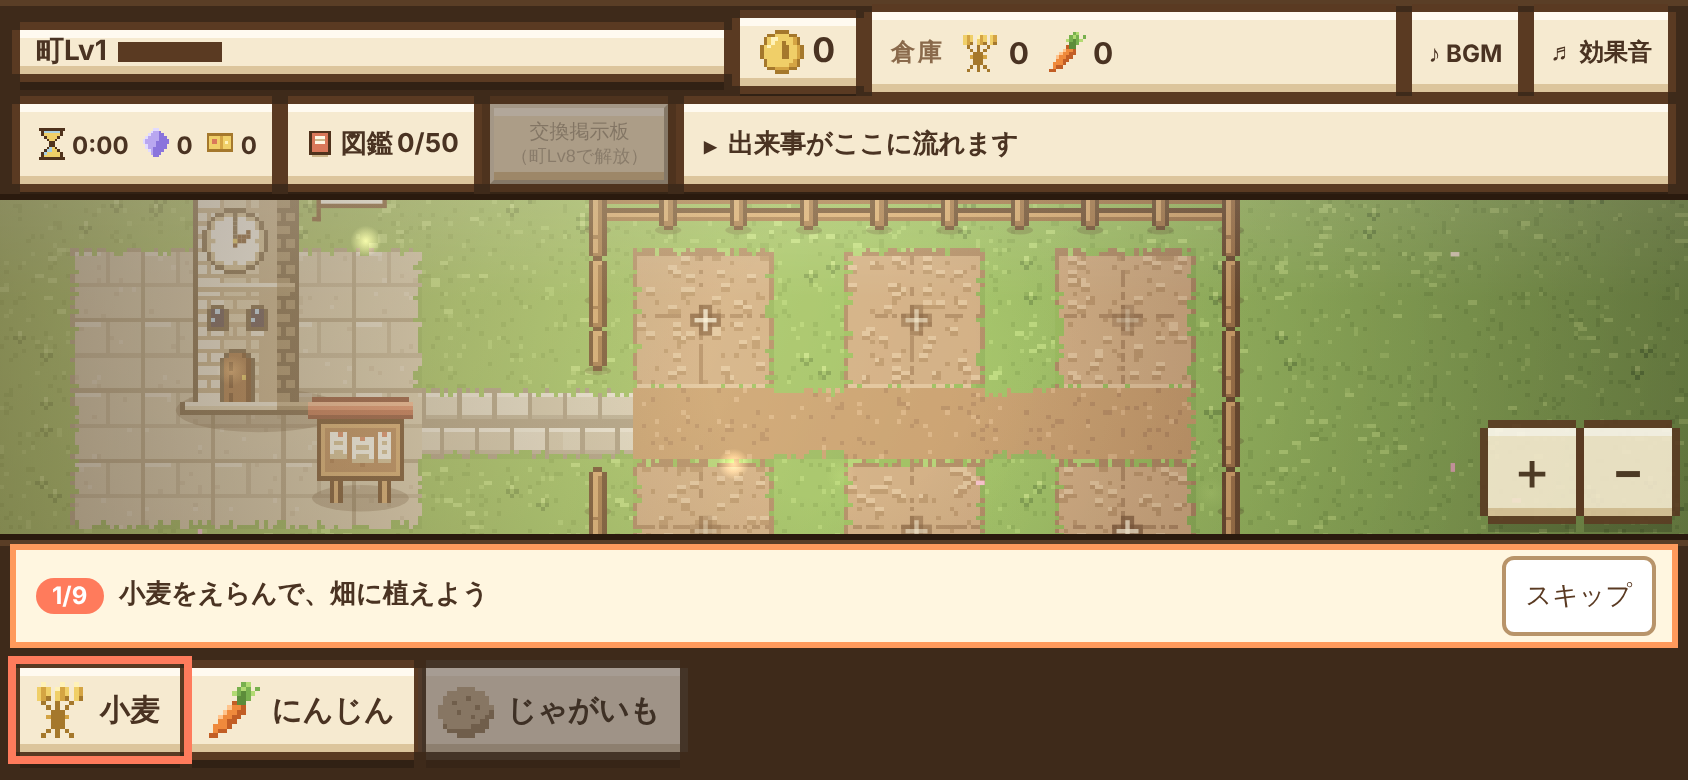 町Lv1
0
倉庫 0 0
♪ BGM
♬ 効果音
0:00 0 0
図鑑 0/50
交換掲示板
（町Lv8で解放）
▶ 出来事がここに流れます
+
−
1/9 小麦をえらんで、畑に植えよう
スキップ
小麦
にんじん
じゃがいも